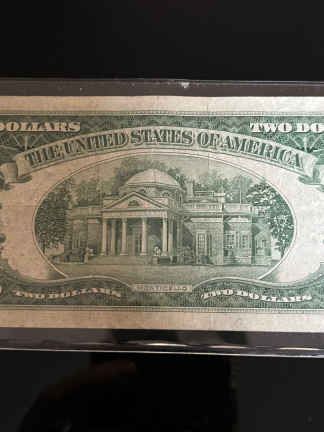 DOLLARS
TWO DO
THE UNITED STATES OF AMERICA
TWO DOLLARS
MONTICELLO
TWO DOLLARS